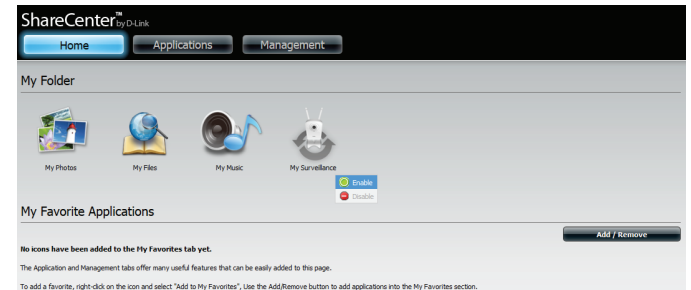 ShareCenter™ by D-Link
Home Applications Management
My Folder
My Photos My Files My Music My Surveillance
Enable
Disable
My Favorite Applications
Add / Remove
No icons have been added to the My Favorites tab yet.
The Application and Management tabs offer many useful features that can be easily added to this page.
To add a favorite, right-click on the icon and select "Add to My Favorites", Use the Add/Remove button to add applications into the My Favorites section.